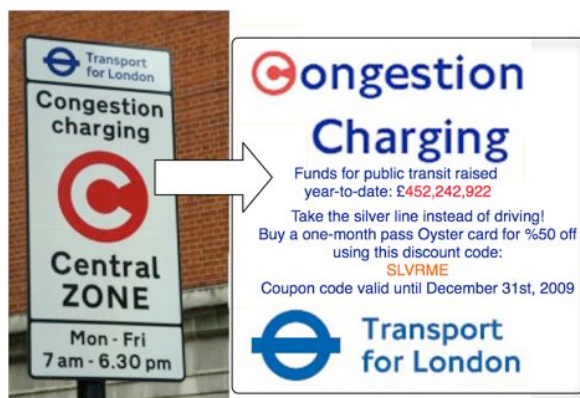 Transport
for London
Congestion
charging
C
Central
ZONE
Mon - Fri
7 am - 6.30 pm
Congestion
Charging
Funds for public transit raised
year-to-date: £452,242,922
Take the silver line instead of driving!
Buy a one-month pass Oyster card for %50 off
using this discount code:
SLVRME
Coupon code valid until December 31st, 2009
Transport
for London